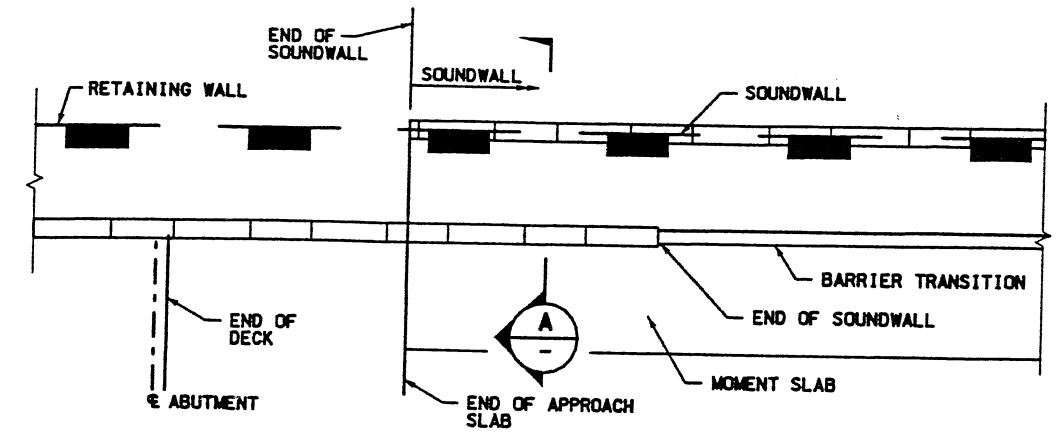 END OF
SOUNDWALL
SOUNDWALL
RETAINING WALL
SOUNDWALL
BARRIER TRANSITION
END OF
DECK
A
-
END OF SOUNDWALL
MOMENT SLAB
℄ ABUTMENT
END OF APPROACH
SLAB